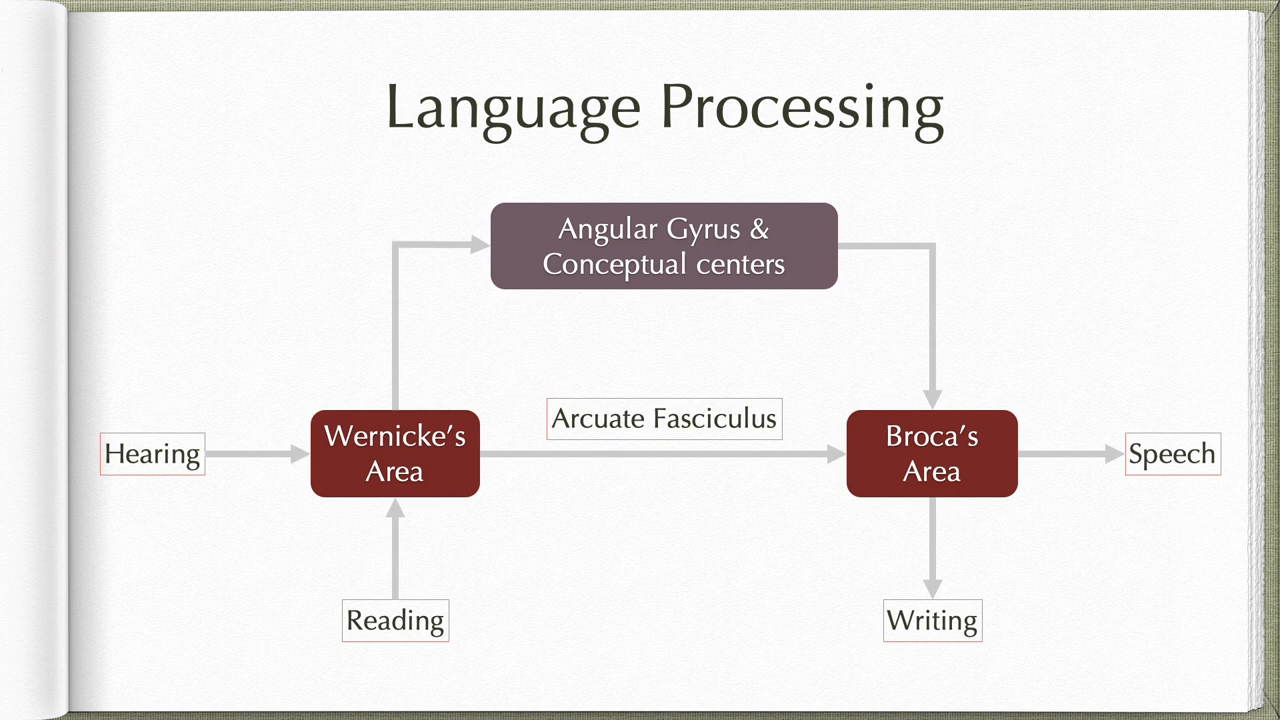 Language Processing
Angular Gyrus &
Conceptual centers
Arcuate Fasciculus
Hearing
Wernicke’s
Area
Broca’s
Area
Speech
Reading
Writing